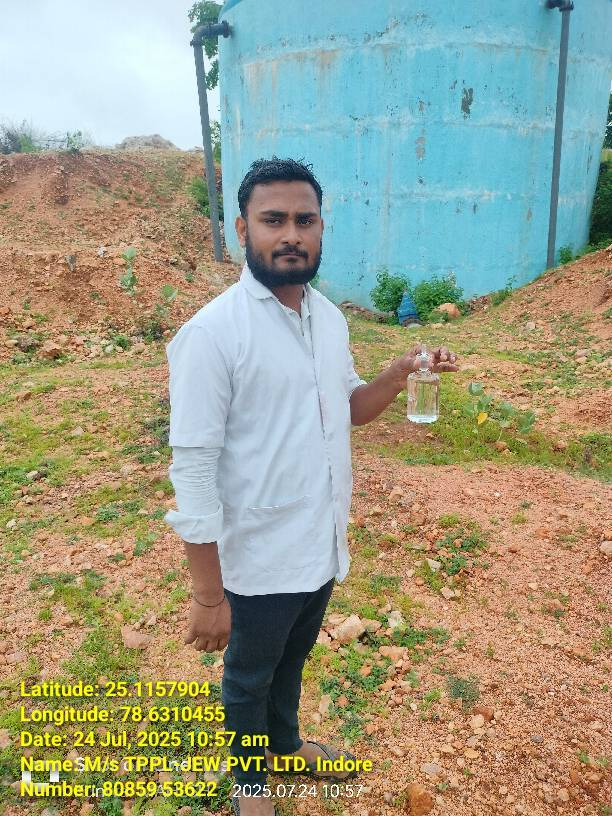 Latitude: 25.1157904
Longitude: 78.6310455
Date: 24 Jul, 2025 10:57 am
Name:M/s TPPL-JEW PVT. LTD. Indore
Number: 80859 53622
2025.07.24 10:57